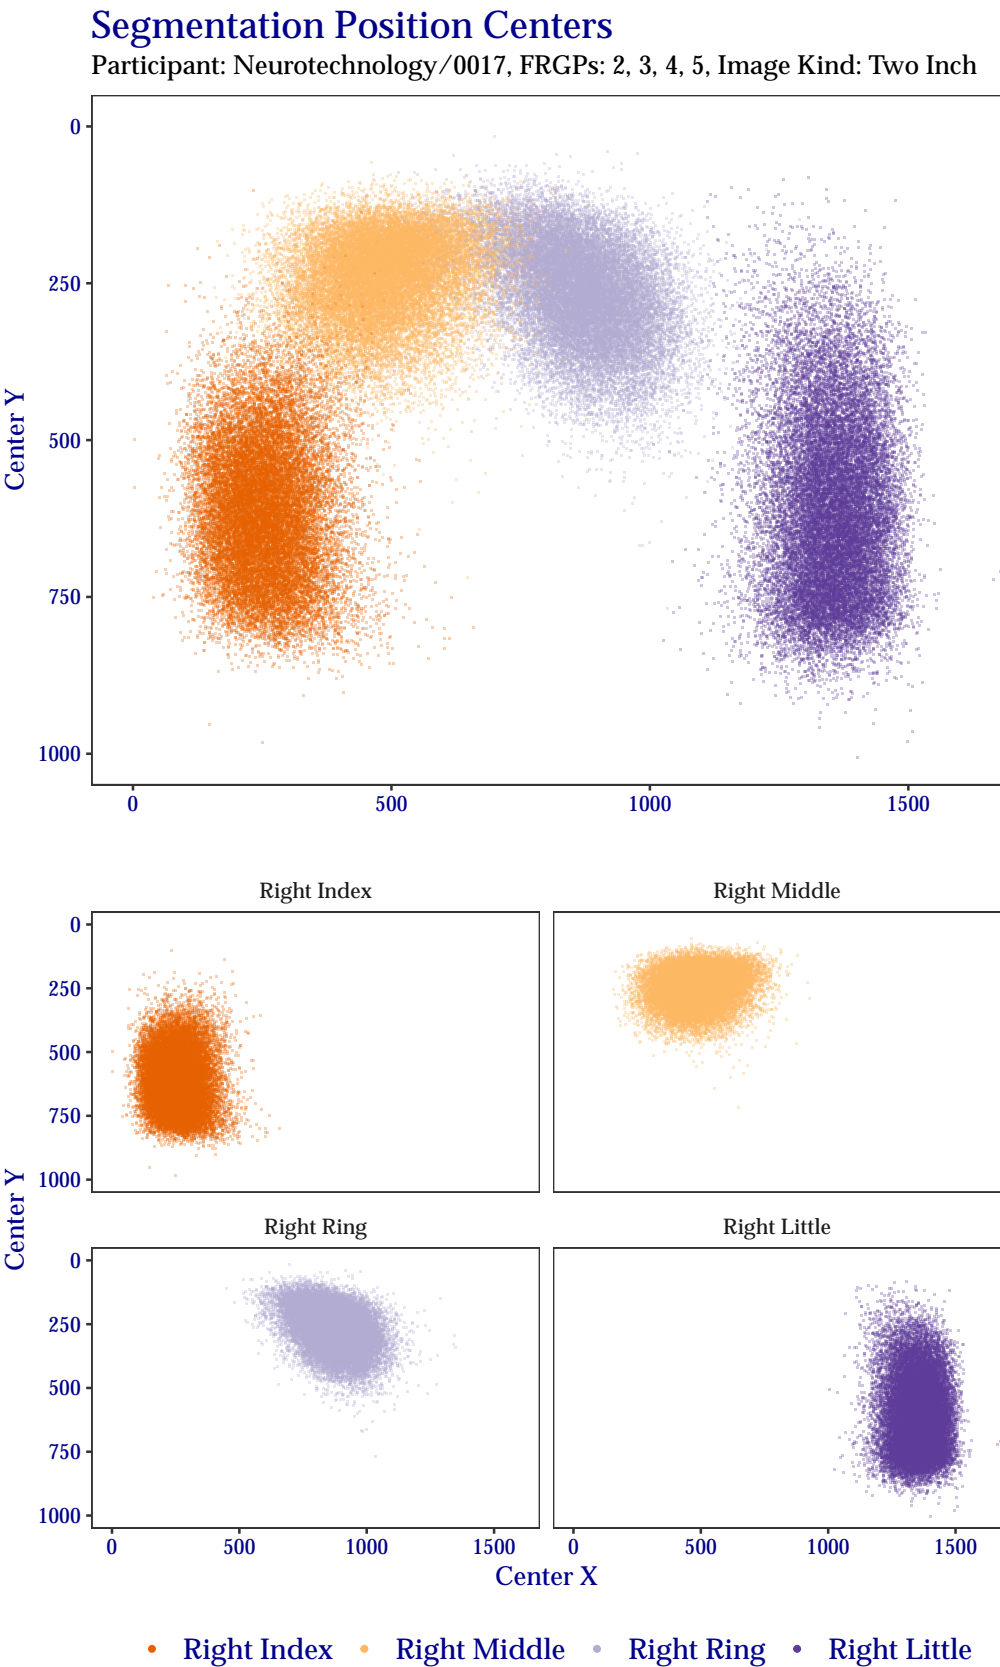 Segmentation Position Centers
Participant: Neurotechnology/0017, FRGPs: 2, 3, 4, 5, Image Kind: Two Inch
0
250
500
750
1000
Center Y
0 500 1000 1500
Right Index Right Middle
0
250
500
750
1000
Center Y
Right Ring Right Little
0
250
500
750
1000
0 500 1000 1500 0 500 1000 1500
Center X
Right Index Right Middle Right Ring Right Little